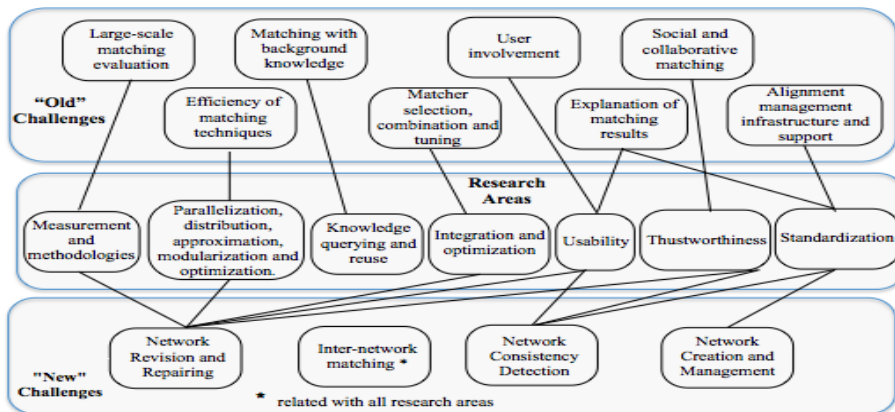 Large-scale
matching
evaluation
Matching with
background
knowledge
User
involvement
Social and
collaborative
matching
“Old”
Challenges
Efficiency of
matching
techniques
Matcher
selection,
combination and
tuning
Explanation of
matching
results
Alignment
management
infrastructure and
support
Research
Areas
Measurement
and
methodologies
Parallelization,
distribution,
approximation,
modularization and
optimization.
Knowledge
querying and
reuse
Integration and
optimization
Usability
Thustworthiness
Standardization
"New"
Challenges
Network
Revision and
Repairing
Inter-network
matching *
Network
Consistency
Detection
Network
Creation and
Management
* related with all research areas